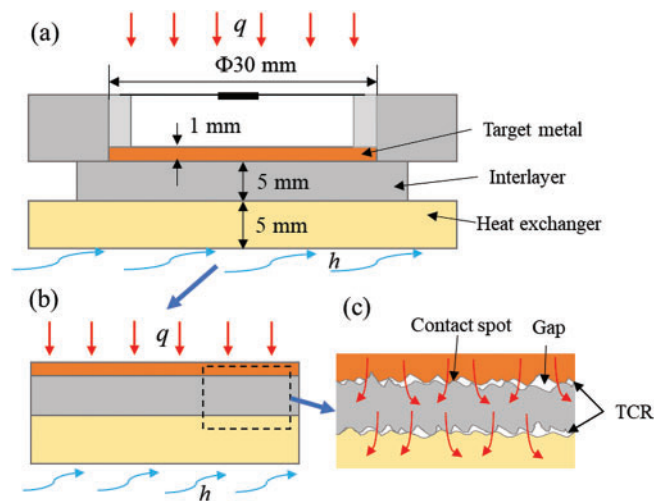 (a)
q
Φ30 mm
1 mm
Target metal
5 mm
Interlayer
5 mm
Heat exchanger
h
(b)
q
(c)
Contact spot
Gap
TCR
h